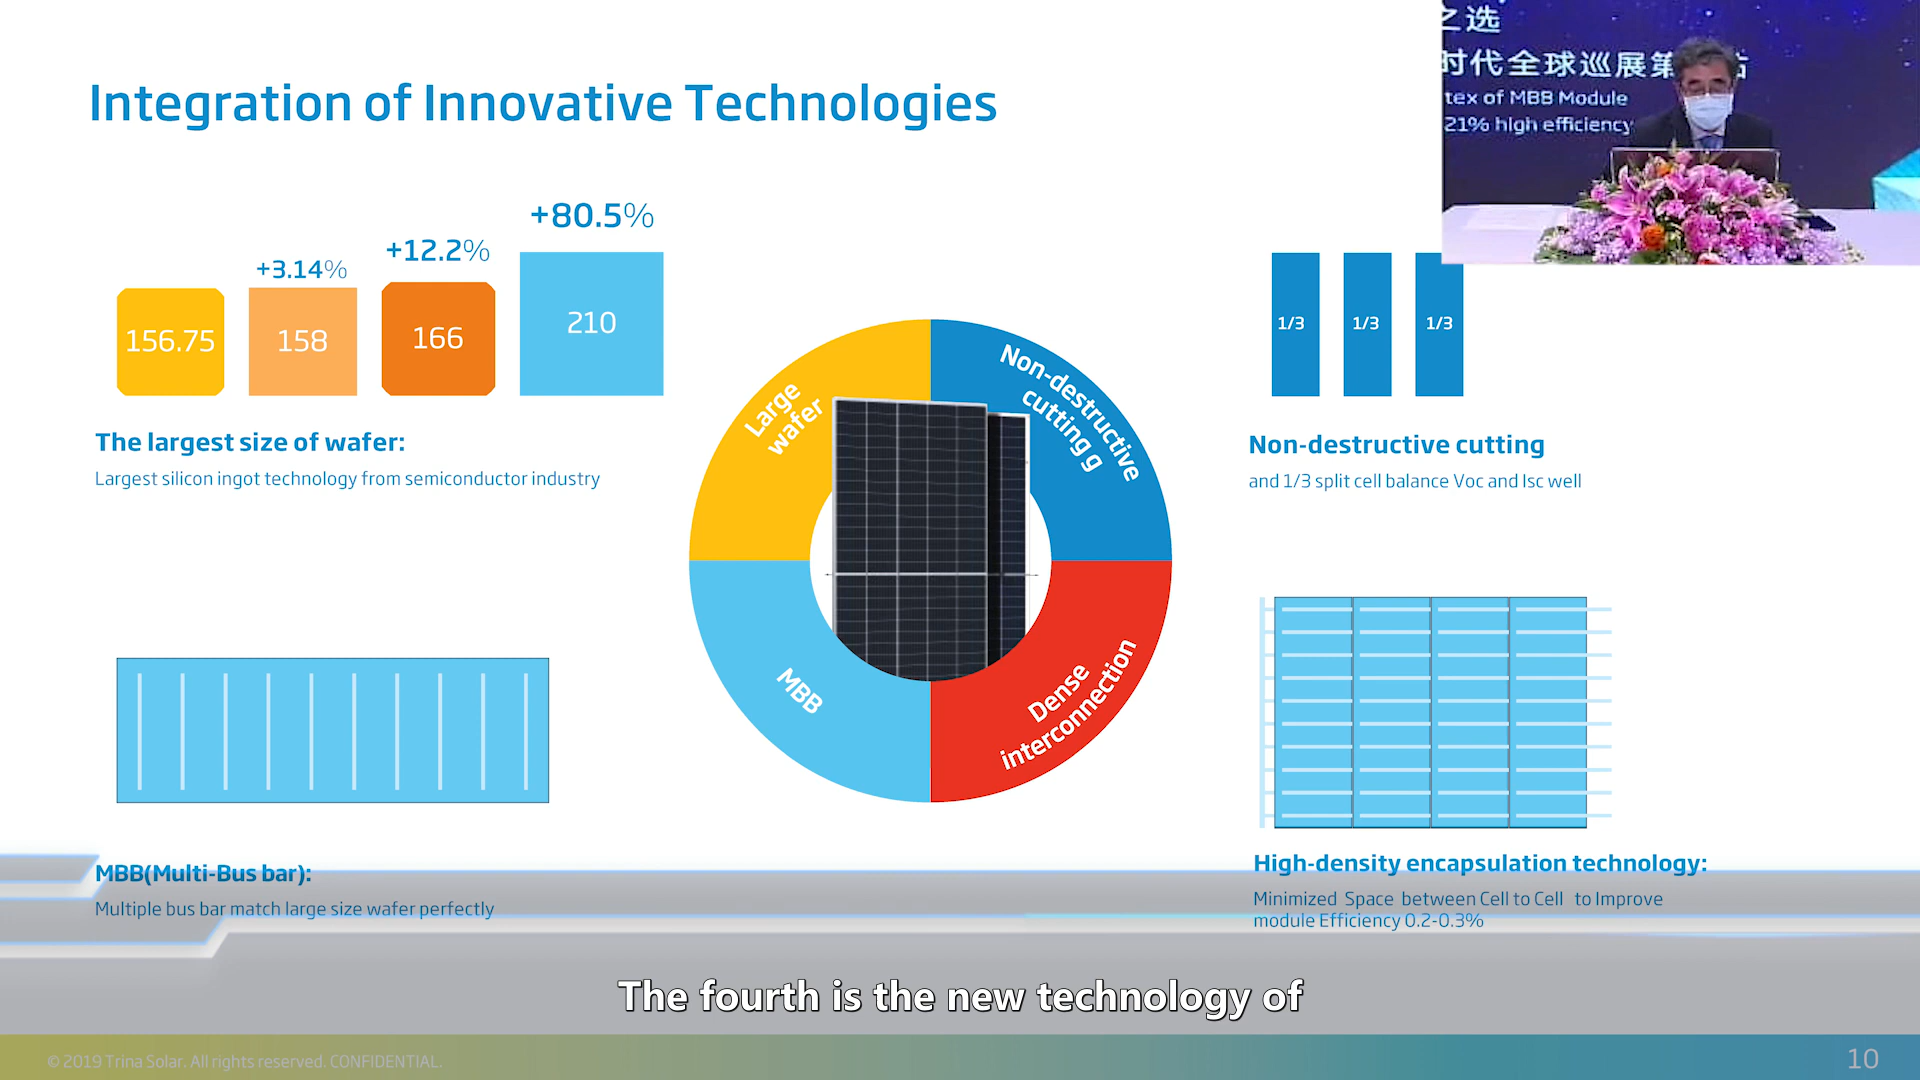 Integration of Innovative Technologies
之选
时代全球巡展第
tex of MBB Module
21% high efficiency
+3.14%
+12.2%
+80.5%
156.75
158
166
210
The largest size of wafer:
Largest silicon ingot technology from semiconductor industry
1/3
1/3
1/3
Non-destructive cutting
and 1/3 split cell balance Voc and Isc well
Large
wafer
Non-destructive
cutting g
MBB
Dense
interconnection
MBB(Multi-Bus bar):
Multiple bus bar match large size wafer perfectly
High-density encapsulation technology:
Minimized Space between Cell to Cell to Improve
module Efficiency 0.2-0.3%
The fourth is the new technology of
© 2019 Trina Solar. All rights reserved. CONFIDENTIAL.
10